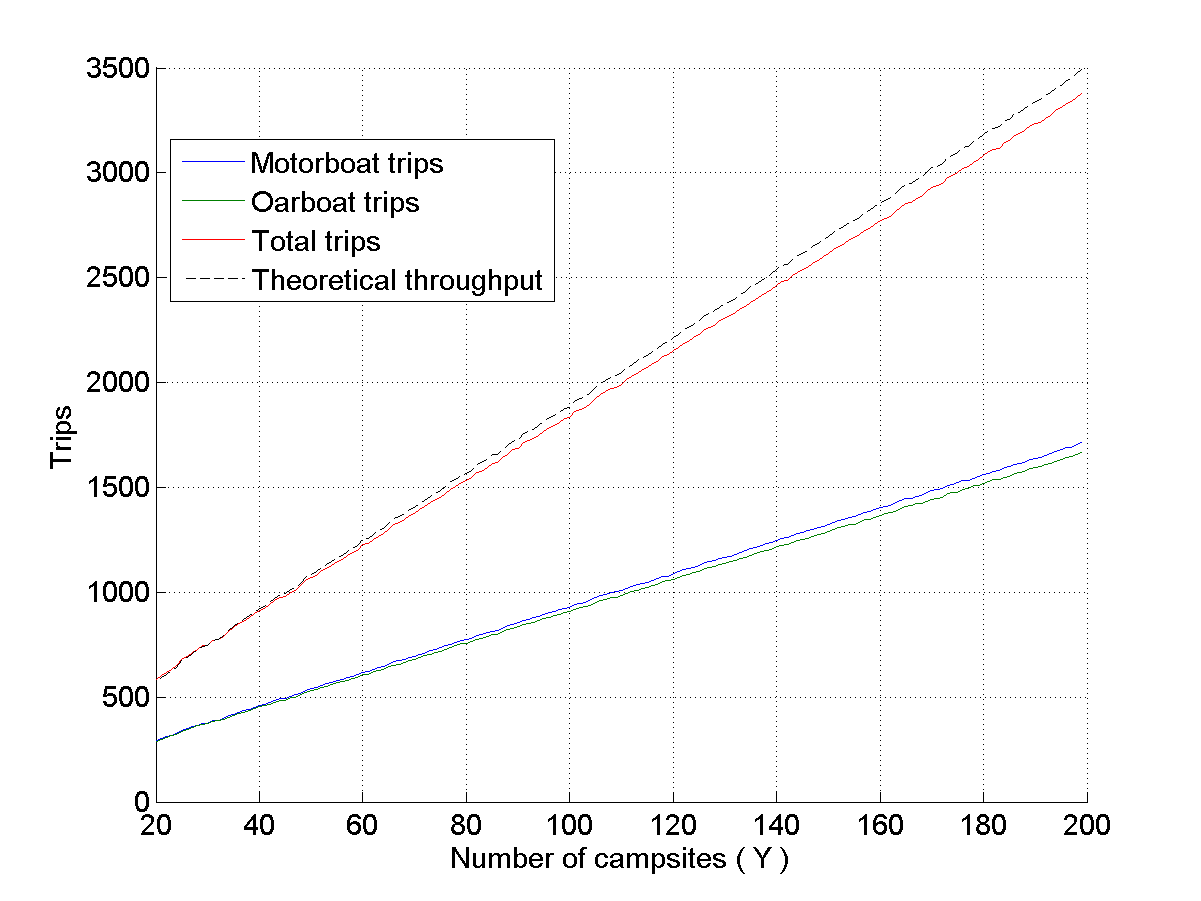 3500
3000
2500
2000
1500
1000
500
0
Trips
Motorboat trips
Oarboat trips
Total trips
Theoretical throughput
20 40 60 80 100 120 140 160 180 200
Number of campsites ( Y )